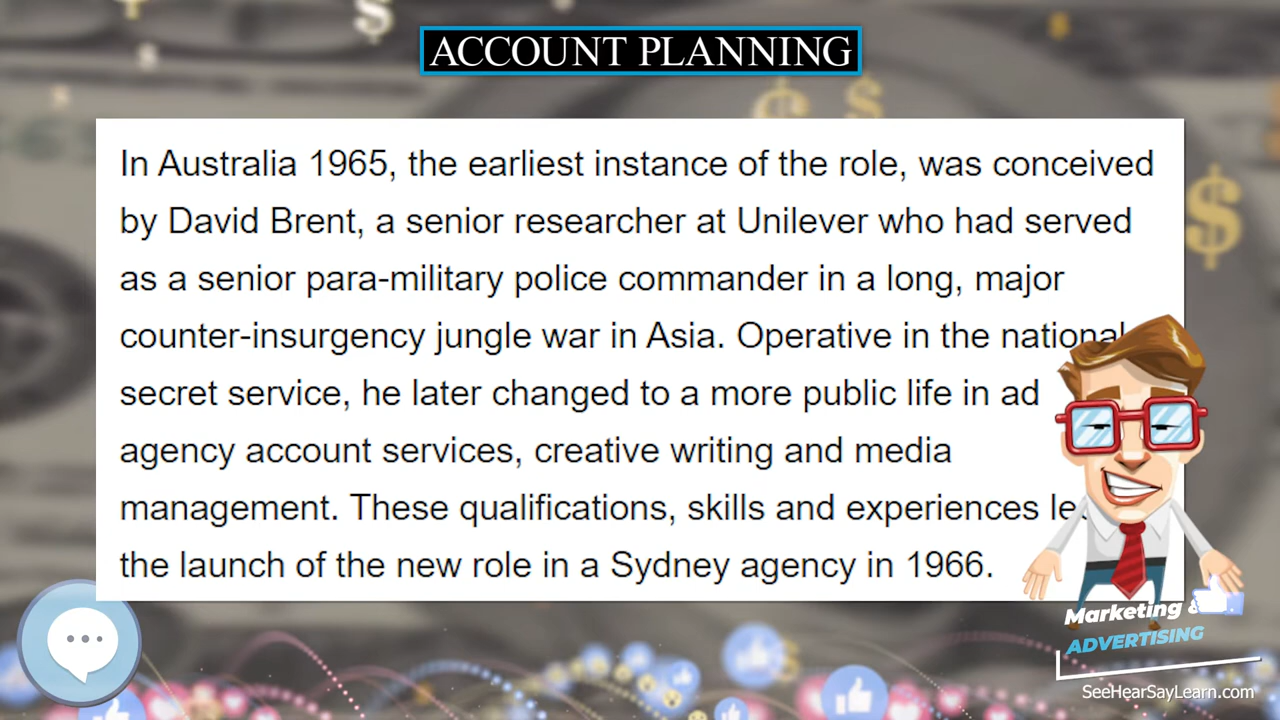 ACCOUNT PLANNING
In Australia 1965, the earliest instance of the role, was conceived
by David Brent, a senior researcher at Unilever who had served
as a senior para-military police commander in a long, major
counter-insurgency jungle war in Asia. Operative in the national
secret service, he later changed to a more public life in ad
agency account services, creative writing and media
management. These qualifications, skills and experiences
the launch of the new role in a Sydney agency in 1966.
Marketing &
ADVERTISING
SeeHearSayLearn.com